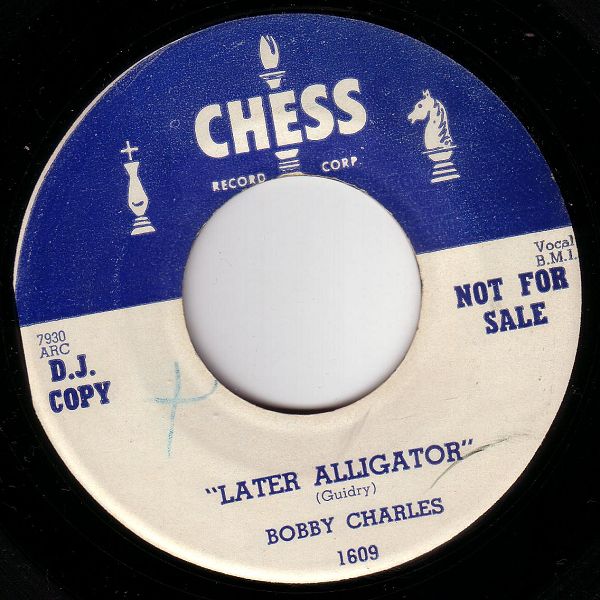 CHESS
RECORD CORP
Vocal
B.M.I.
NOT FOR
SALE
7930
ARC
D.J.
COPY
"LATER ALLIGATOR"
(Guidry)
BOBBY CHARLES
1609